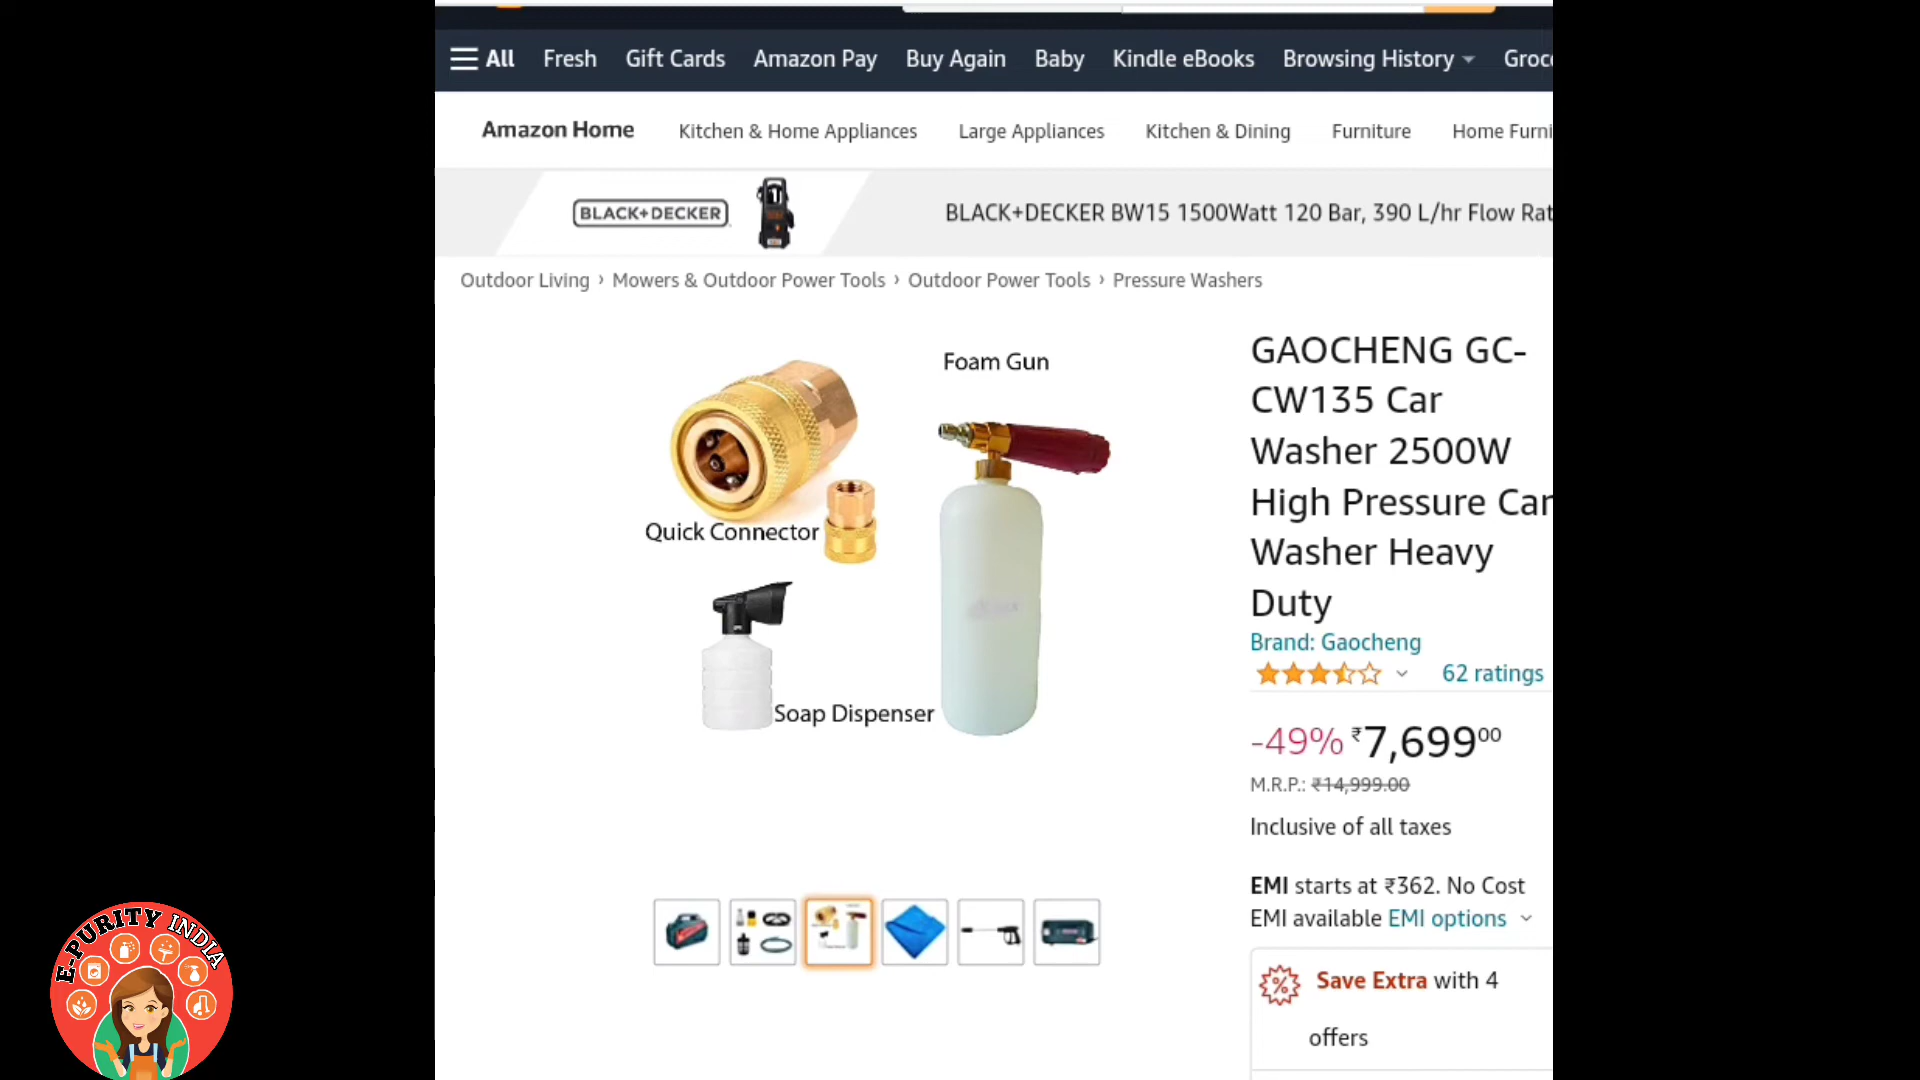 All Fresh Gift Cards Amazon Pay Buy Again Baby Kindle eBooks Browsing History Groc
Amazon Home Kitchen & Home Appliances Large Appliances Kitchen & Dining Furniture Home Furni
BLACK+DECKER BLACK+DECKER BW15 1500Watt 120 Bar, 390 L/hr Flow Rat
Outdoor Living › Mowers & Outdoor Power Tools › Outdoor Power Tools › Pressure Washers
Foam Gun
Quick Connector
Soap Dispenser
GAOCHENG GC-
CW135 Car
Washer 2500W
High Pressure Car
Washer Heavy
Duty
Brand: Gaocheng
62 ratings
-49% ₹7,69900
M.R.P.: ₹14,999.00
Inclusive of all taxes
EMI starts at ₹362. No Cost
EMI available EMI options
Save Extra with 4
offers
E-PURITY INDIA